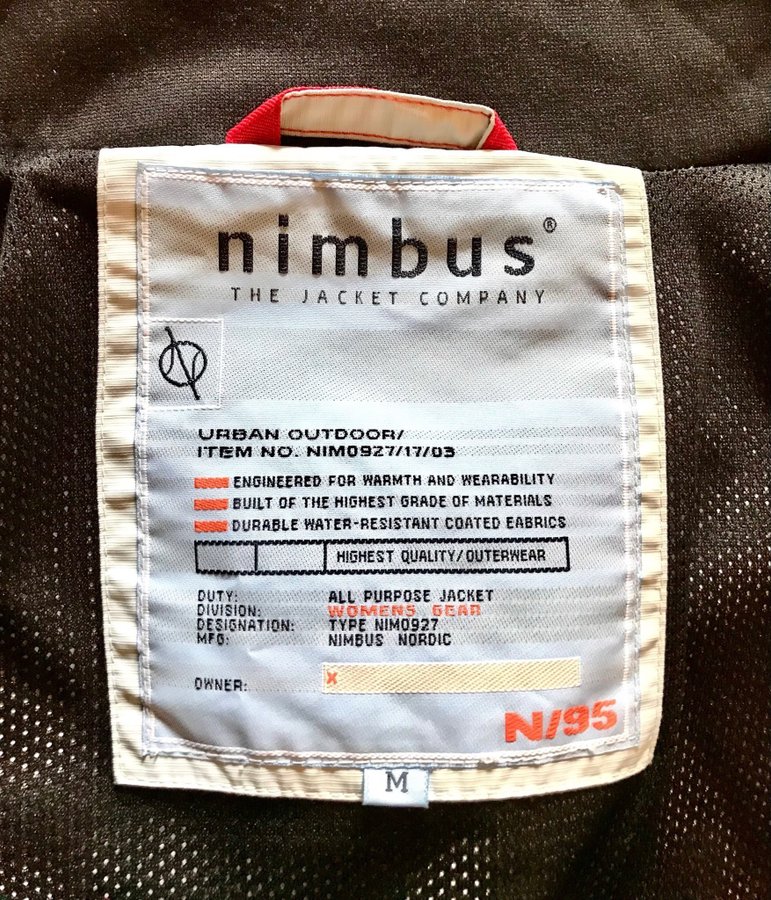 nimbus®
THE JACKET COMPANY
URBAN OUTDOOR/
ITEM NO. NIM0927/17/03
ENGINEERED FOR WARMTH AND WEARABILITY
BUILT OF THE HIGHEST GRADE OF MATERIALS
DURABLE WATER-RESISTANT COATED FABRICS
HIGHEST QUALITY/OUTERWEAR
DUTY: ALL PURPOSE JACKET
DIVISION: WOMENS GEAR
DESIGNATION: TYPE NIM0927
MFG: NIMBUS NORDIC
OWNER: X
N/95
M